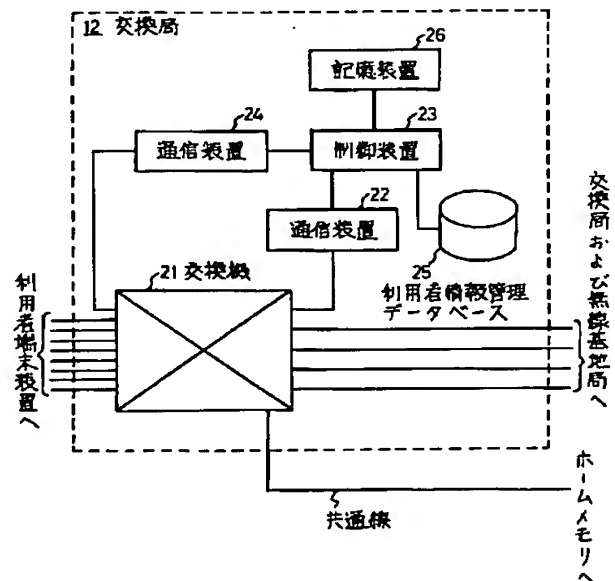 12 交換局
26
記憶装置
24
通信装置
23
制御装置
22
通信装置
25
利用者情報管理
データベース
21 交換機
利用者端末装置へ
交換局および無線基地局へ
共通線
ホームメモリへ